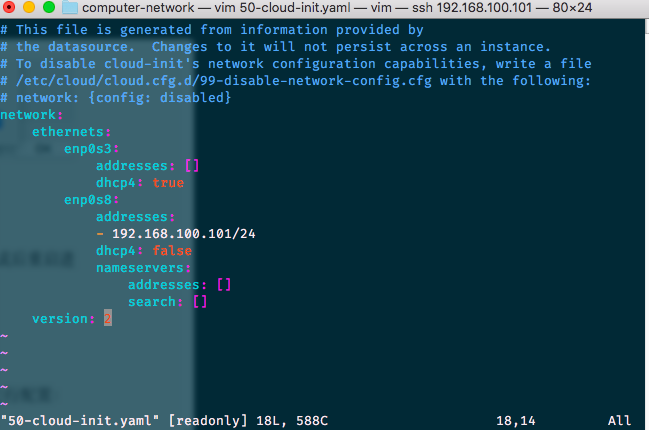 computer-network — vim 50-cloud-init.yaml — vim — ssh 192.168.100.101 — 80×24
# This file is generated from information provided by
# the datasource.  Changes to it will not persist across an instance.
# To disable cloud-init's network configuration capabilities, write a file
# /etc/cloud/cloud.cfg.d/99-disable-network-config.cfg with the following:
# network: {config: disabled}
network:
    ethernets:
        enp0s3:
            addresses: []
            dhcp4: true
        enp0s8:
            addresses:
            - 192.168.100.101/24
            dhcp4: false
            nameservers:
                addresses: []
                search: []
    version: 2
~
~
~
~
~
"50-cloud-init.yaml" [readonly] 18L, 588C                     18,14         All